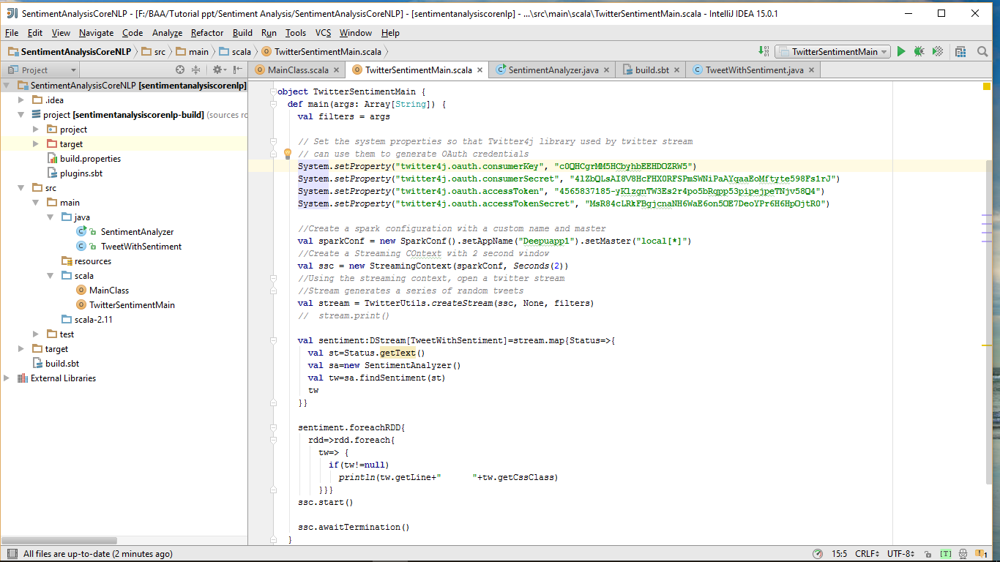 SentimentAnalysisCoreNLP - [F:/BAA/Tutorial ppt/Sentiment Analysis/SentimentAnalysisCoreNLP] - [sentimentanalysiscorenlp] - ...\src\main\scala\TwitterSentimentMain.scala - IntelliJ IDEA 15.0.1
File Edit View Navigate Code Analyze Refactor Build Run Tools VCS Window Help
SentimentAnalysisCoreNLP src main scala TwitterSentimentMain.scala
TwitterSentimentMain
Project
MainClass.scala TwitterSentimentMain.scala SentimentAnalyzer.java build.sbt TweetWithSentiment.java
SentimentAnalysisCoreNLP [sentimentanalysiscorenlp]
.idea
project [sentimentanalysiscorenlp-build] (sources ro
project
target
build.properties
plugins.sbt
src
main
java
SentimentAnalyzer
TweetWithSentiment
resources
scala
MainClass
TwitterSentimentMain
scala-2.11
test
target
build.sbt
External Libraries
object TwitterSentimentMain {
def main(args: Array[String]) {
val filters = args
// Set the system properties so that Twitter4j library used by twitter stream
// can use them to generate OAuth credentials
System.setProperty("twitter4j.oauth.consumerKey", "")
System.setProperty("twitter4j.oauth.consumerSecret", "")
System.setProperty("twitter4j.oauth.accessToken", "")
System.setProperty("twitter4j.oauth.accessTokenSecret", "")
//Create a spark configuration with a custom name and master
val sparkConf = new SparkConf().setAppName("Deepuapp1").setMaster("local[*]")
//Create a Streaming COntext with 2 second window
val ssc = new StreamingContext(sparkConf, Seconds(2))
//Using the streaming context, open a twitter stream
//Stream generates a series of random tweets
val stream = TwitterUtils.createStream(ssc, None, filters)
// stream.print()
val sentiment:DStream[TweetWithSentiment]=stream.map{Status=>{
val st=Status.getText()
val sa=new SentimentAnalyzer()
val tw=sa.findSentiment(st)
tw
}}
sentiment.foreachRDD{
rdd=>rdd.foreach{
tw=> {
if(tw!=null)
println(tw.getLine+"      "+tw.getCssClass)
}}}
ssc.start()
ssc.awaitTermination()
}
All files are up-to-date (2 minutes ago) 15:5 CRLF UTF-8 [T] 1